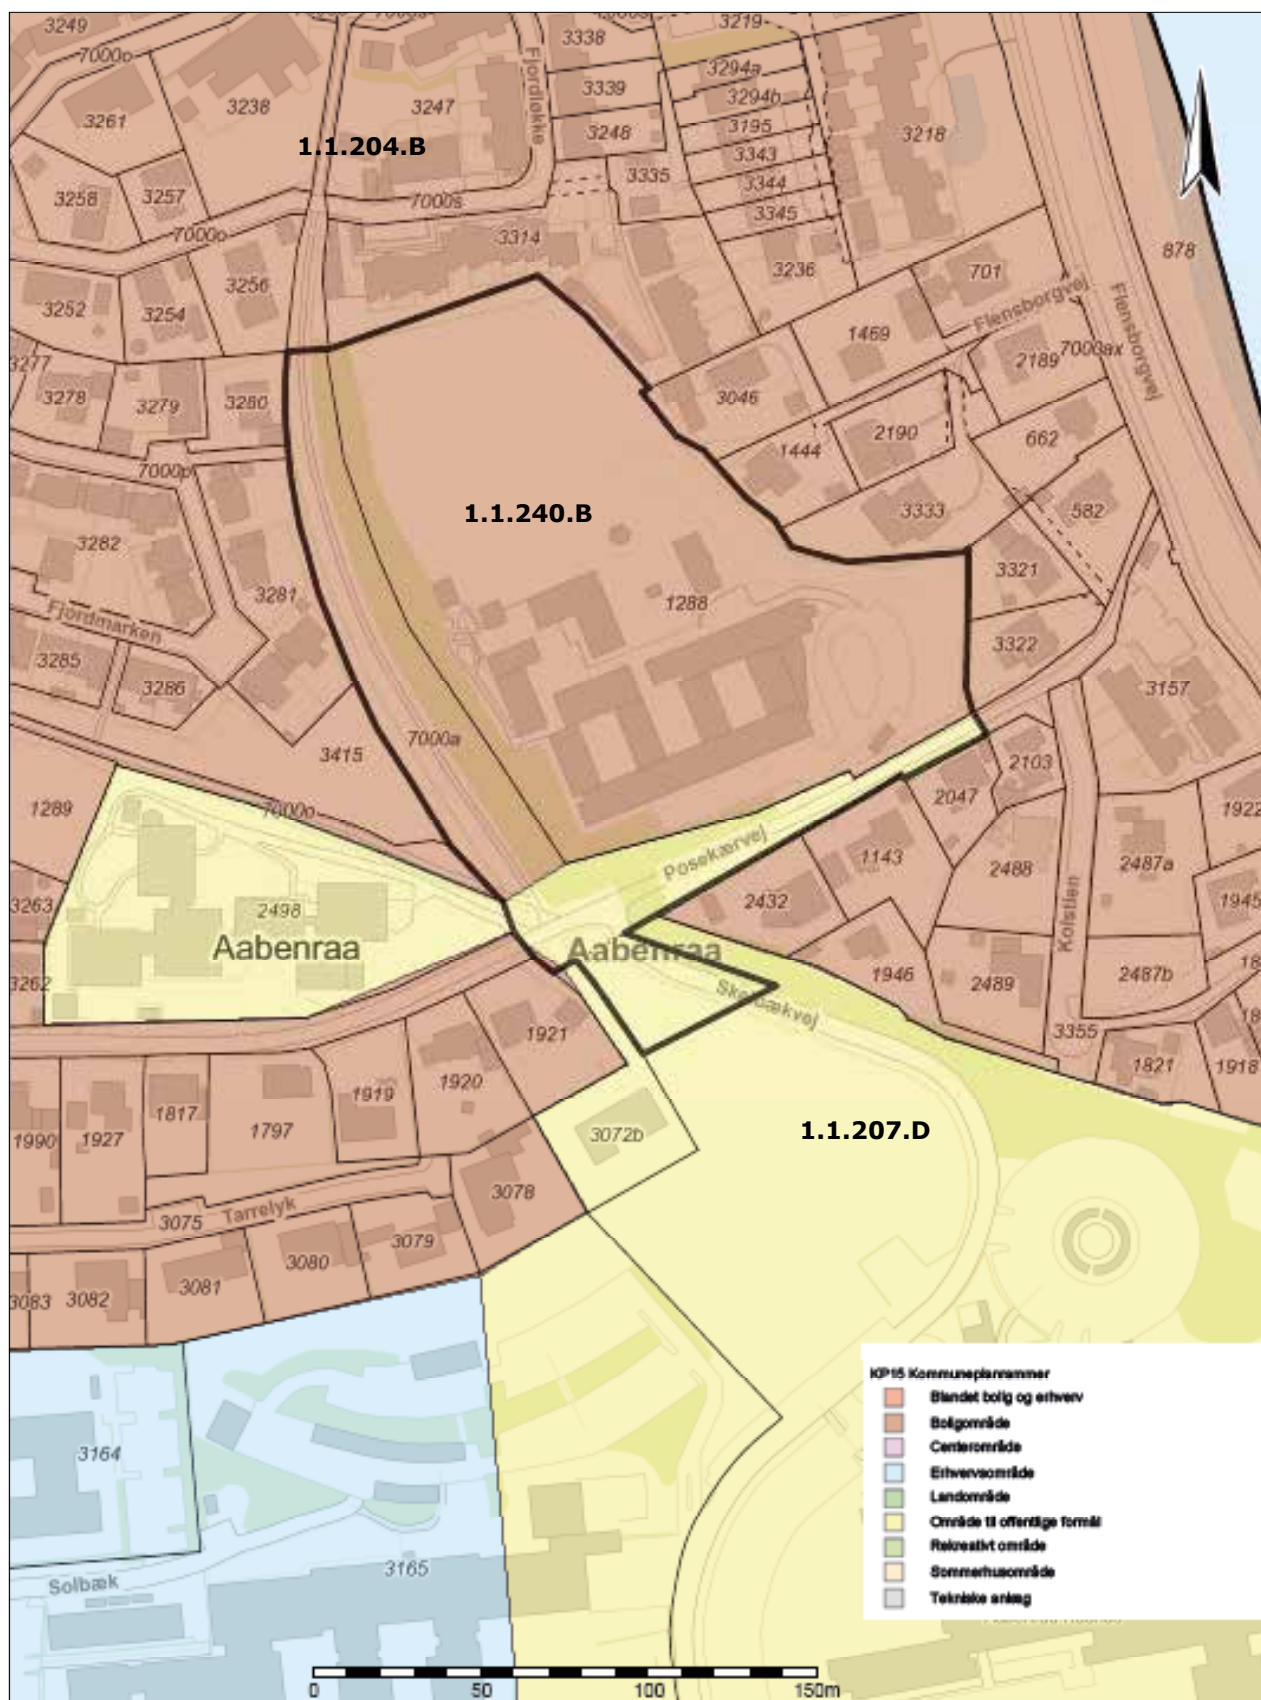 3249
7000o
3261
3238
3247
1.1.204.B
Fjordløkke
3338
3339
3248
3219
3294a
3294b
3195
3343
3344
3345
3335
3218
3258
3257
7000s
7000o
3314
3236
701
878
3252
3254
3256
Flensborgvej
Flensborgvej
1469
2189
7000ax
3277
3278
3279
3280
3046
2190
662
1444
7000p
1.1.240.B
3333
582
3282
3321
3281
1288
Fjordmarken
3322
3285
3286
3157
7000a
3415
2103
1289
7000o
2047
1922
Posekærvej
1143
2488
2487a
2432
3263
2498
1945
Kolstien
Aabenraa
Aabenraa
3262
1946
2489
2487b
18
Skelbækvej
1921
3355
18
1920
1821
1918
1919
1817
1990
1927
1797
3072b
1.1.207.D
3078
3075
Tarrelyk
3079
3080
3081
3083
3082
KP15 Kommuneplanrammer
Blandet bolig og erhverv
Boligområde
Centerområde
Erhvervsområde
Landområde
Område til offentlige formål
Rekreativt område
Sommerhusområde
Tekniske anlæg
3164
3165
Solbæk
0 50 100 150m